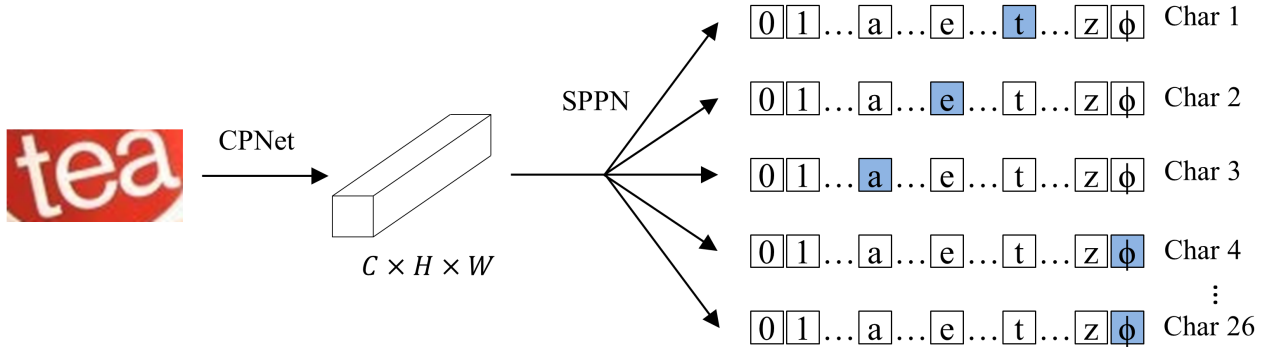 0 1 … a … e … t … z ϕ Char 1
SPPN
0 1 … a … e … t … z ϕ Char 2
CPNet
tea
0 1 … a … e … t … z ϕ Char 3
C × H × W
0 1 … a … e … t … z ϕ Char 4
⋮
0 1 … a … e … t … z ϕ Char 26